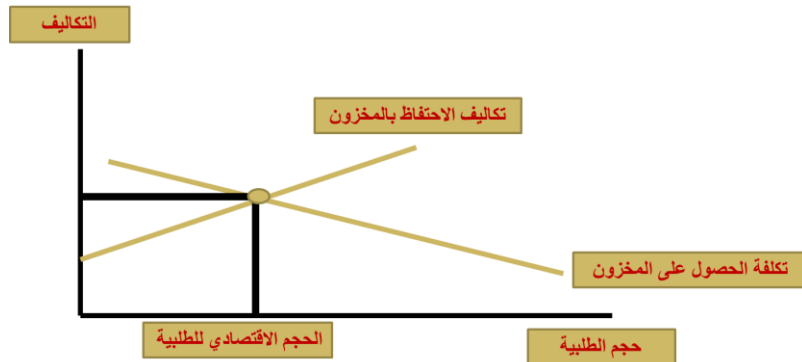 التكاليف
تكاليف الاحتفاظ بالمخزون
تكلفة الحصول على المخزون
الحجم الاقتصادي للطلبية
حجم الطلبية